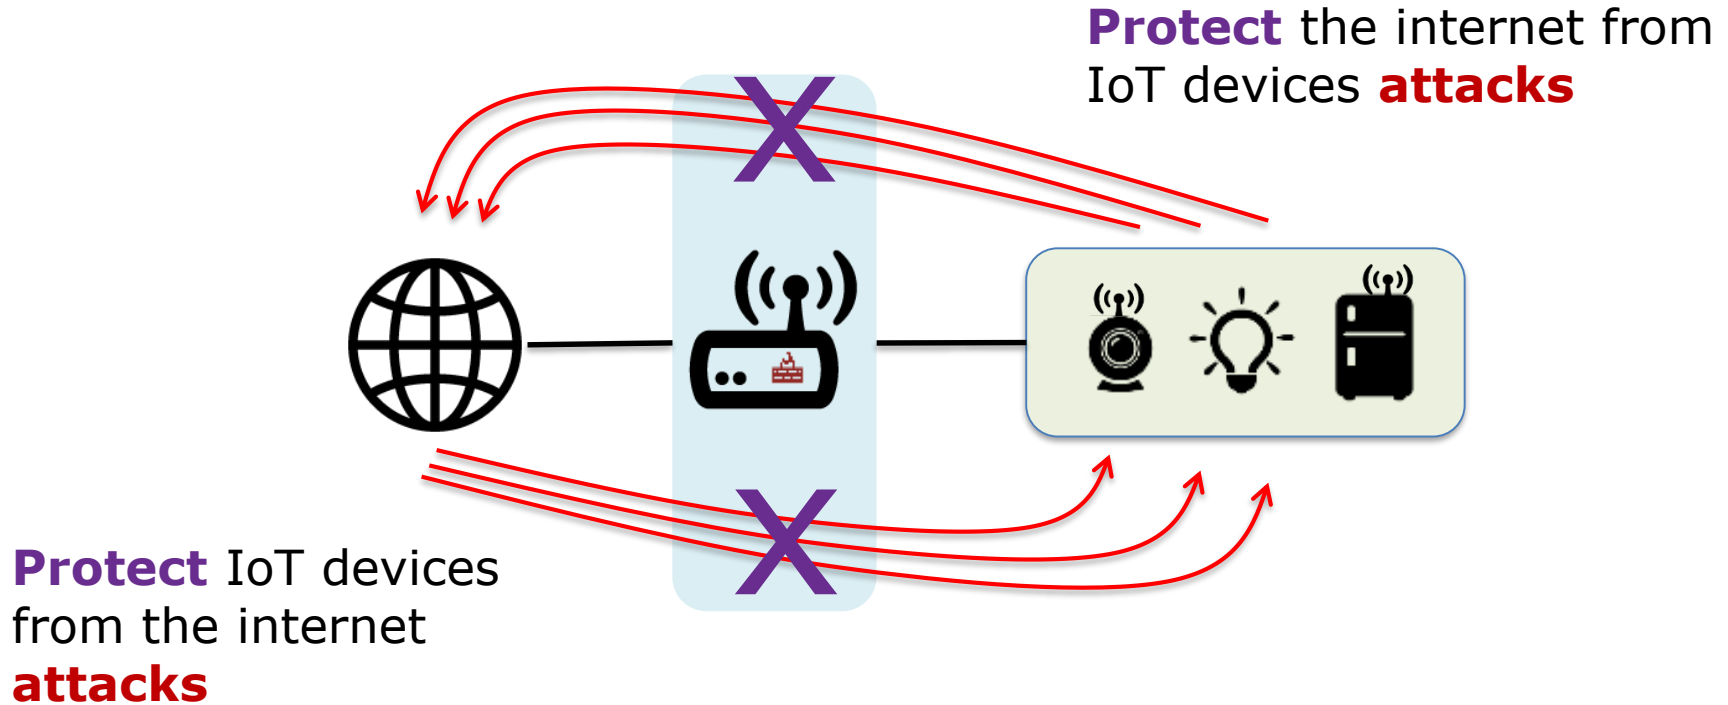 Protect the internet from
IoT devices attacks
X
X
Protect IoT devices
from the internet
attacks